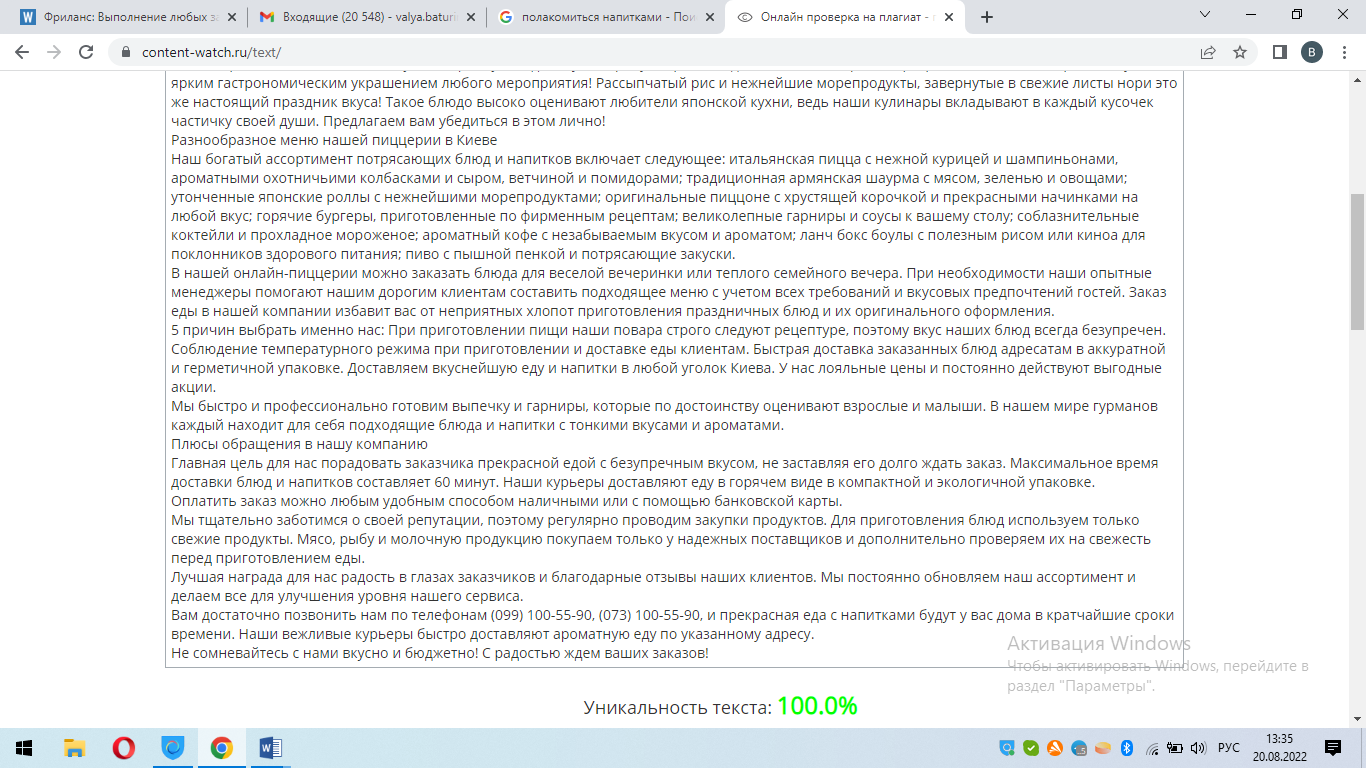 Фриланс: Выполнение любых за
Входящие (20 548) - valya.baturi
полакомиться напитками - Пои
Онлайн проверка на плагиат - п
content-watch.ru/text/
В
ярким гастрономическим украшением любого мероприятия! Рассыпчатый рис и нежнейшие морепродукты, завернутые в свежие листы нори это
же настоящий праздник вкуса! Такое блюдо высоко оценивают любители японской кухни, ведь наши кулинары вкладывают в каждый кусочек
частичку своей души. Предлагаем вам убедиться в этом лично!
Разнообразное меню нашей пиццерии в Киеве
Наш богатый ассортимент потрясающих блюд и напитков включает следующее: итальянская пицца с нежной курицей и шампиньонами,
ароматными охотничьими колбасками и сыром, ветчиной и помидорами; традиционная армянская шаурма с мясом, зеленью и овощами;
утонченные японские роллы с нежнейшими морепродуктами; оригинальные пиццоне с хрустящей корочкой и прекрасными начинками на
любой вкус; горячие бургеры, приготовленные по фирменным рецептам; великолепные гарниры и соусы к вашему столу; соблазнительные
коктейли и прохладное мороженое; ароматный кофе с незабываемым вкусом и ароматом; ланч бокс боулы с полезным рисом или киноа для
поклонников здорового питания; пиво с пышной пенкой и потрясающие закуски.
В нашей онлайн-пиццерии можно заказать блюда для веселой вечеринки или теплого семейного вечера. При необходимости наши опытные
менеджеры помогают нашим дорогим клиентам составить подходящее меню с учетом всех требований и вкусовых предпочтений гостей. Заказ
еды в нашей компании избавит вас от неприятных хлопот приготовления праздничных блюд и их оригинального оформления.
5 причин выбрать именно нас: При приготовлении пищи наши повара строго следуют рецептуре, поэтому вкус наших блюд всегда безупречен.
Соблюдение температурного режима при приготовлении и доставке еды клиентам. Быстрая доставка заказанных блюд адресатам в аккуратной
и герметичной упаковке. Доставляем вкуснейшую еду и напитки в любой уголок Киева. У нас лояльные цены и постоянно действуют выгодные
акции.
Мы быстро и профессионально готовим выпечку и гарниры, которые по достоинству оценивают взрослые и малыши. В нашем мире гурманов
каждый находит для себя подходящие блюда и напитки с тонкими вкусами и ароматами.
Плюсы обращения в нашу компанию
Главная цель для нас порадовать заказчика прекрасной едой с безупречным вкусом, не заставляя его долго ждать заказ. Максимальное время
доставки блюд и напитков составляет 60 минут. Наши курьеры доставляют еду в горячем виде в компактной и экологичной упаковке.
Оплатить заказ можно любым удобным способом наличными или с помощью банковской карты.
Мы тщательно заботимся о своей репутации, поэтому регулярно проводим закупки продуктов. Для приготовления блюд используем только
свежие продукты. Мясо, рыбу и молочную продукцию покупаем только у надежных поставщиков и дополнительно проверяем их на свежесть
перед приготовлением еды.
Лучшая награда для нас радость в глазах заказчиков и благодарные отзывы наших клиентов. Мы постоянно обновляем наш ассортимент и
делаем все для улучшения уровня нашего сервиса.
Вам достаточно позвонить нам по телефонам (099) 100-55-90, (073) 100-55-90, и прекрасная еда с напитками будут у вас дома в кратчайшие сроки
времени. Наши вежливые курьеры быстро доставляют ароматную еду по указанному адресу.
Не сомневайтесь с нами вкусно и бюджетно! С радостью ждем ваших заказов!
Активация Windows
Чтобы активировать Windows, перейдите в
раздел "Параметры".
Уникальность текста: 100.0%
РУС
13:35
20.08.2022